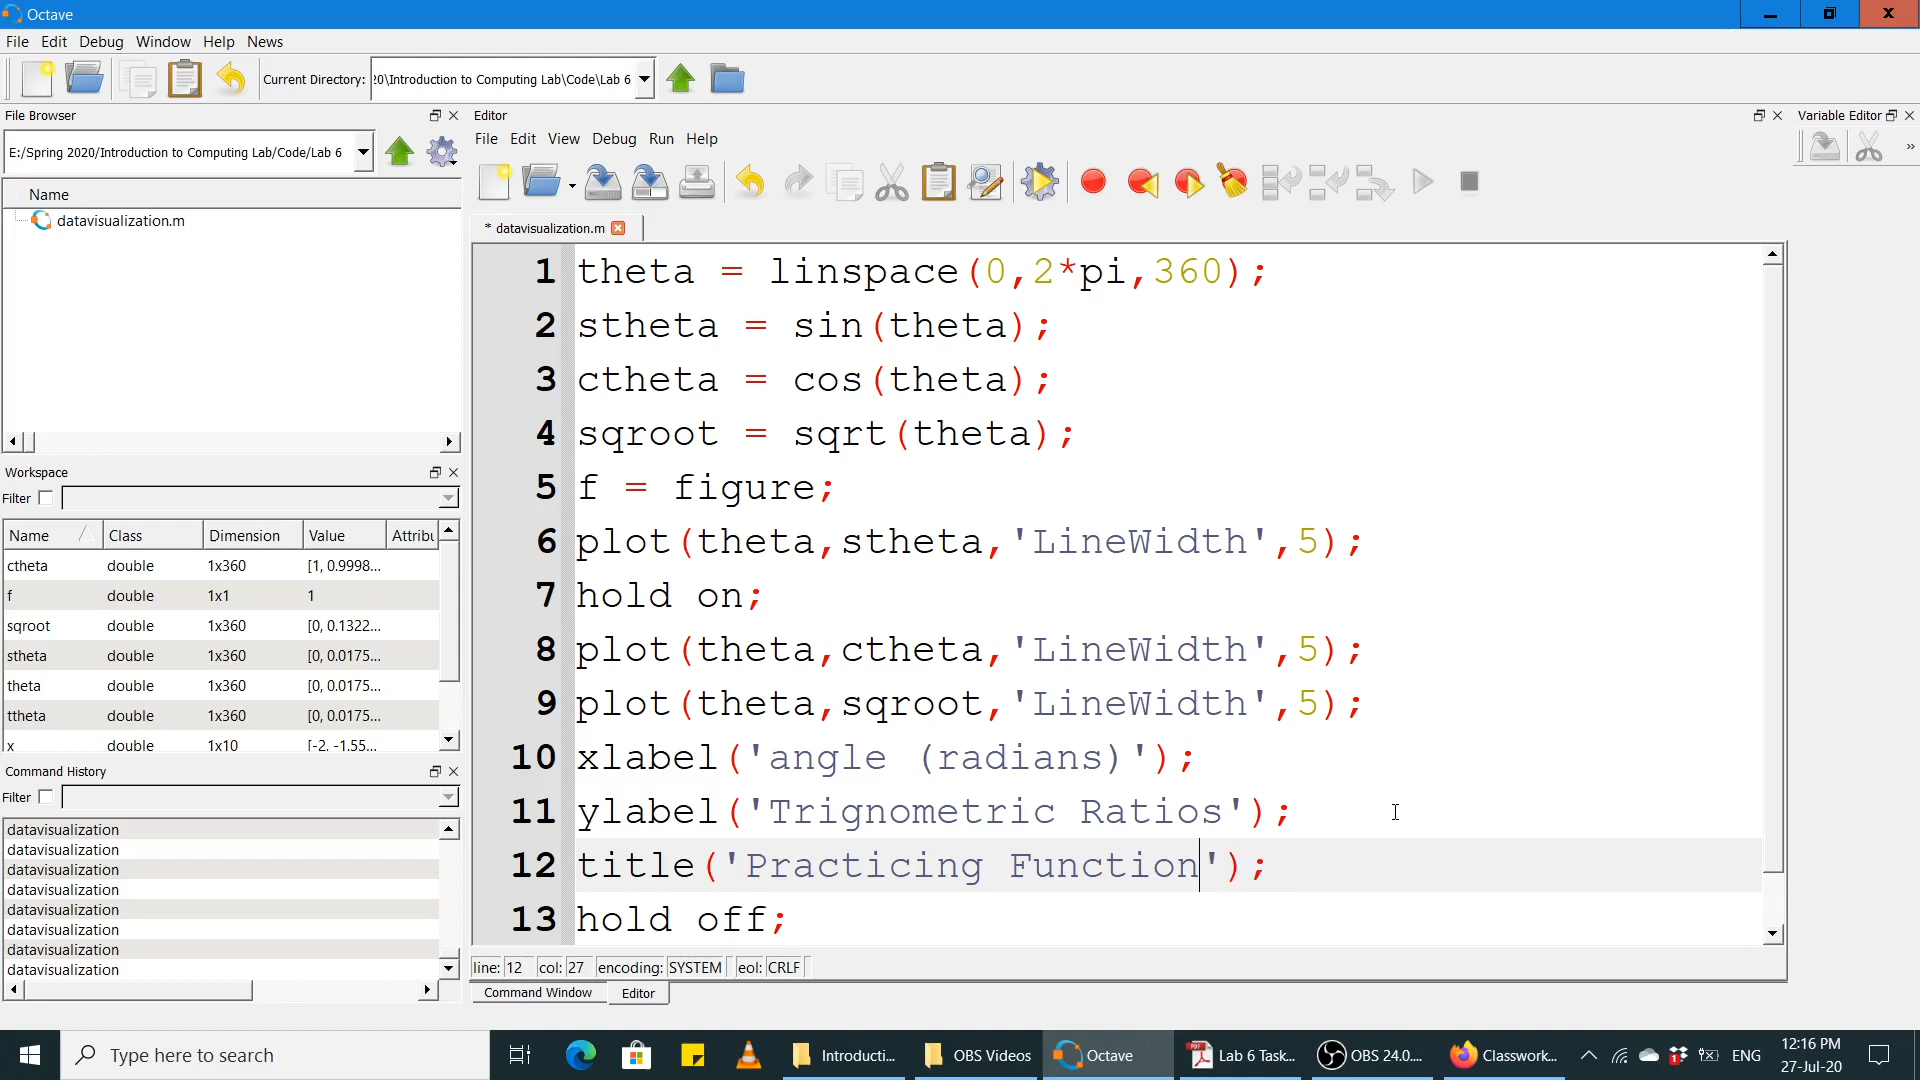 Octave
File Edit Debug Window Help News
Current Directory: 20\Introduction to Computing Lab\Code\Lab 6
File Browser
E:/Spring 2020/Introduction to Computing Lab/Code/Lab 6
Name
datavisualization.m
Workspace
Filter
Name Class Dimension Value Attribu
ctheta double 1x360 [1, 0.9998...
f double 1x1 1
sqroot double 1x360 [0, 0.1322...
stheta double 1x360 [0, 0.0175...
theta double 1x360 [0, 0.0175...
ttheta double 1x360 [0, 0.0175...
x double 1x10 [-2, -1.55...
Command History
Filter
datavisualization
datavisualization
datavisualization
datavisualization
datavisualization
datavisualization
datavisualization
datavisualization
Editor
File Edit View Debug Run Help
* datavisualization.m
1 theta = linspace(0,2*pi,360);
2 stheta = sin(theta);
3 ctheta = cos(theta);
4 sqroot = sqrt(theta);
5 f = figure;
6 plot(theta,stheta,'LineWidth',5);
7 hold on;
8 plot(theta,ctheta,'LineWidth',5);
9 plot(theta,sqroot,'LineWidth',5);
10 xlabel('angle (radians)');
11 ylabel('Trignometric Ratios');
12 title('Practicing Function');
13 hold off;
line: 12 col: 27 encoding: SYSTEM eol: CRLF
Command Window Editor
Variable Editor
»
Type here to search
Introducti... OBS Videos Octave Lab 6 Task... OBS 24.0.... Classwork... ENG
12:16 PM
27-Jul-20